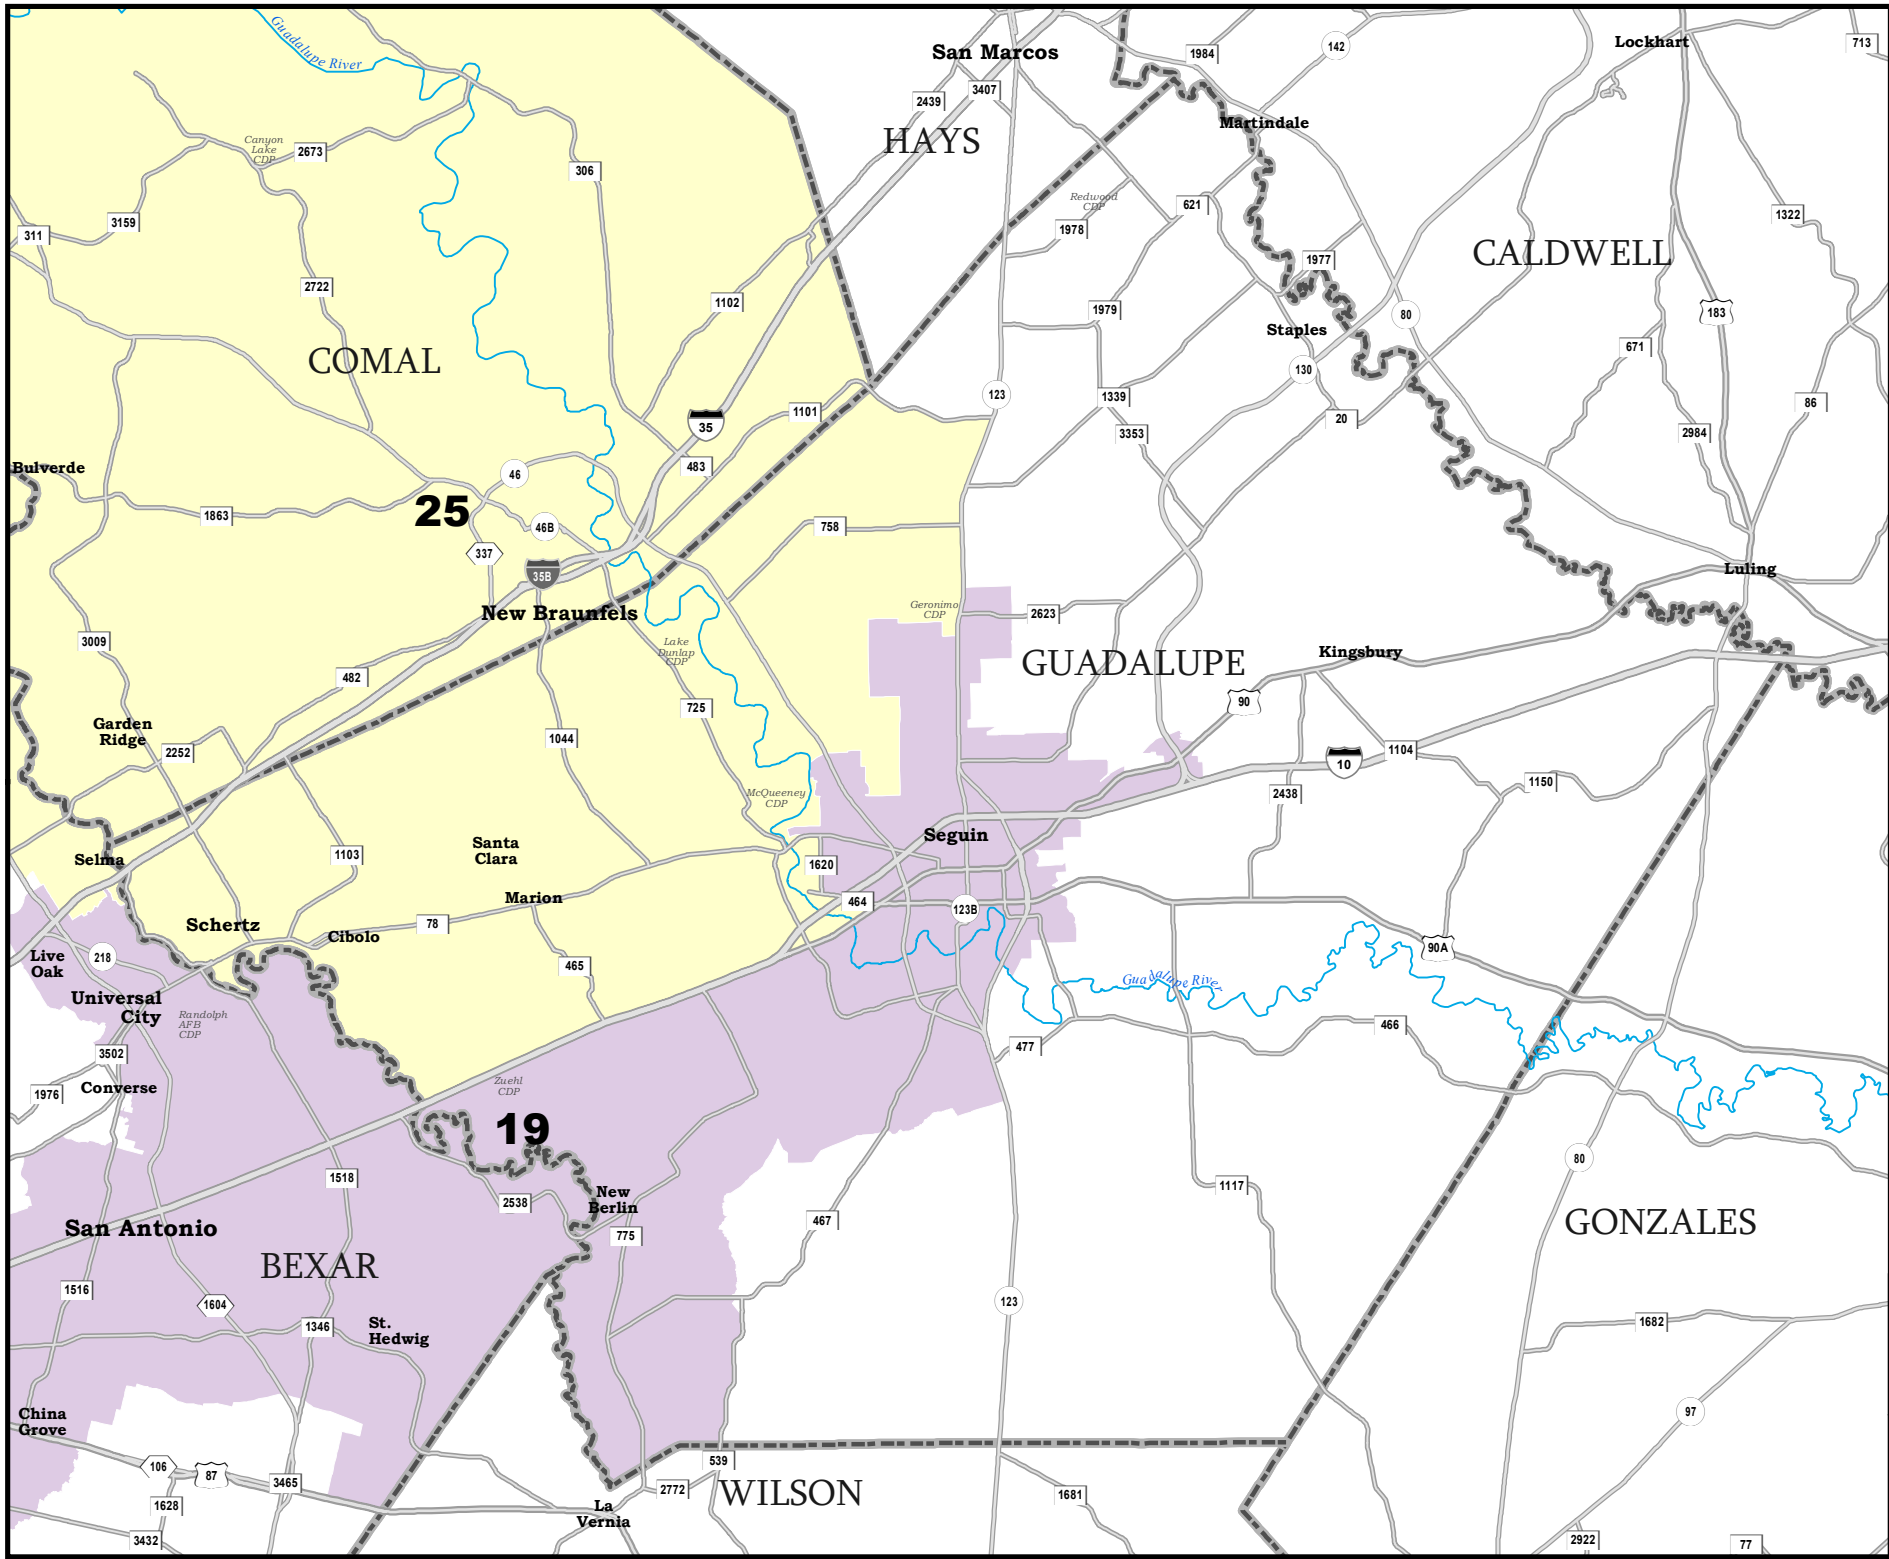 Guadalupe River
San Marcos
1984
142
Lockhart
713
2439
3407
HAYS
Martindale
Canyon
Lake
CDP
2673
306
Redwood
CDP
621
1978
311
3159
1322
CALDWELL
1977
2722
1102
1979
80
183
Staples
COMAL
671
130
123
1339
86
1101
35
20
3353
2984
Bulverde
46
483
25
1863
46B
758
337
35B
Luling
New Braunfels
Geronimo
CDP
2623
3009
Lake
Dunlap
CDP
GUADALUPE
Kingsbury
482
90
725
Garden
Ridge
2252
1044
1104
10
1150
McQueeney
CDP
2438
Seguin
Santa
Clara
Selma
1103
1620
Marion
464
123B
Schertz
78
Cibolo
90A
Live
Oak
218
465
Guadalupe River
Universal
City
Randolph
AFB
CDP
466
477
3502
Zuehl
CDP
Converse
1976
19
80
1518
1117
2538
New
Berlin
San Antonio
775
467
GONZALES
BEXAR
1516
1604
123
1346
St.
Hedwig
1682
China
Grove
97
106
87
3465
539
2772
WILSON
1681
1628
La
Vernia
3432
2922
77